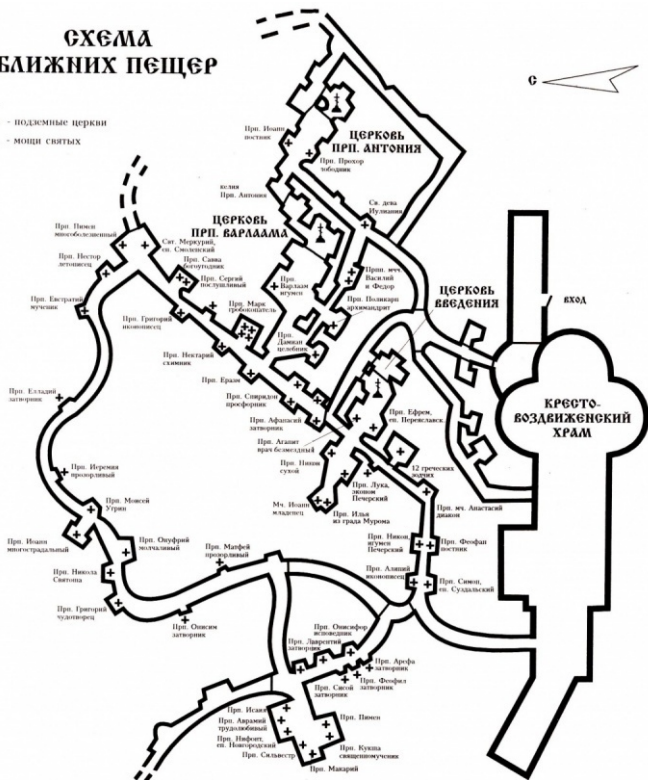 СХЕМА
БЛИЖНИХ ПЕЩЕР
С
- подземные церкви
- мощи святых
Прп. Иоанн
постник
ЦЕРКОВЬ
ПРП. АНТОНИЯ
Прп. Прохор
лободник
келия
Прп. Антония
Св. дева
Иулиания
ЦЕРКОВЬ
ПРП. ВАРЛААМА
Прп. Пимен
многоболезненный
Свт. Меркурий,
еп. Смоленский
Прп. Нестор
летописец
Прп. Савва
богоугодник
Прп. Сергий
послушливый
Прп.
Варлаам
игумен
Прпп. мчч.
Василий
и Федор
Прп. Поликарп
архимандрит
ЦЕРКОВЬ
ВВЕДЕНИЯ
ВХОД
Прп. Евстратий
мученик
Прп. Марк
гробокопатель
Прп. Григорий
иконописец
Прп.
Дамиан
целебник
Прп. Нектарий
схимник
Прп. Еразм
Прп. Спиридон
просфорник
Прп. Елладий
затворник
Прп. Афанасий
затворник
Прп. Ефрем,
еп. Переяславск.
КРЕСТО-
ВОЗДВИЖЕНСКИЙ
ХРАМ
Прп. Агапит
врач безмездный
Прп. Иеремия
прозорливый
сухой
12 греческих
зодчих
Прп. Лука,
эконом
Печерский
Прп. Моисей
Угрин
Мч. Иоанн
младенец
Прп. Илья
из града Мурома
Прп. мч. Анастасий
диакон
Прп. Иоанн
многострадальный
Прп. Онуфрий
молчаливый
Прп. Матфей
прозорливый
Прп. Никон,
игумен
Печерский
Прп. Феофан
постник
Прп. Никола
Святоша
Прп. Алипий
иконописец
Прп. Симон,
еп. Суздальский
Прп. Григорий
чудотворец
Прп. Онисим
затворник
Прп. Онисифор
исповедник
Прп. Лаврентий
затворник
Прп. Арефа
затворник
Прп. Феофил
затворник
Прп. Сисой
затворник
Прп. Исаия
Прп. Аврамий
трудолюбивый
Прп. Нифонт,
еп. Новгородский
Прп. Сильвестр
Прп. Пимен
Прп. Кукша
священномученик
Прп. Макарий